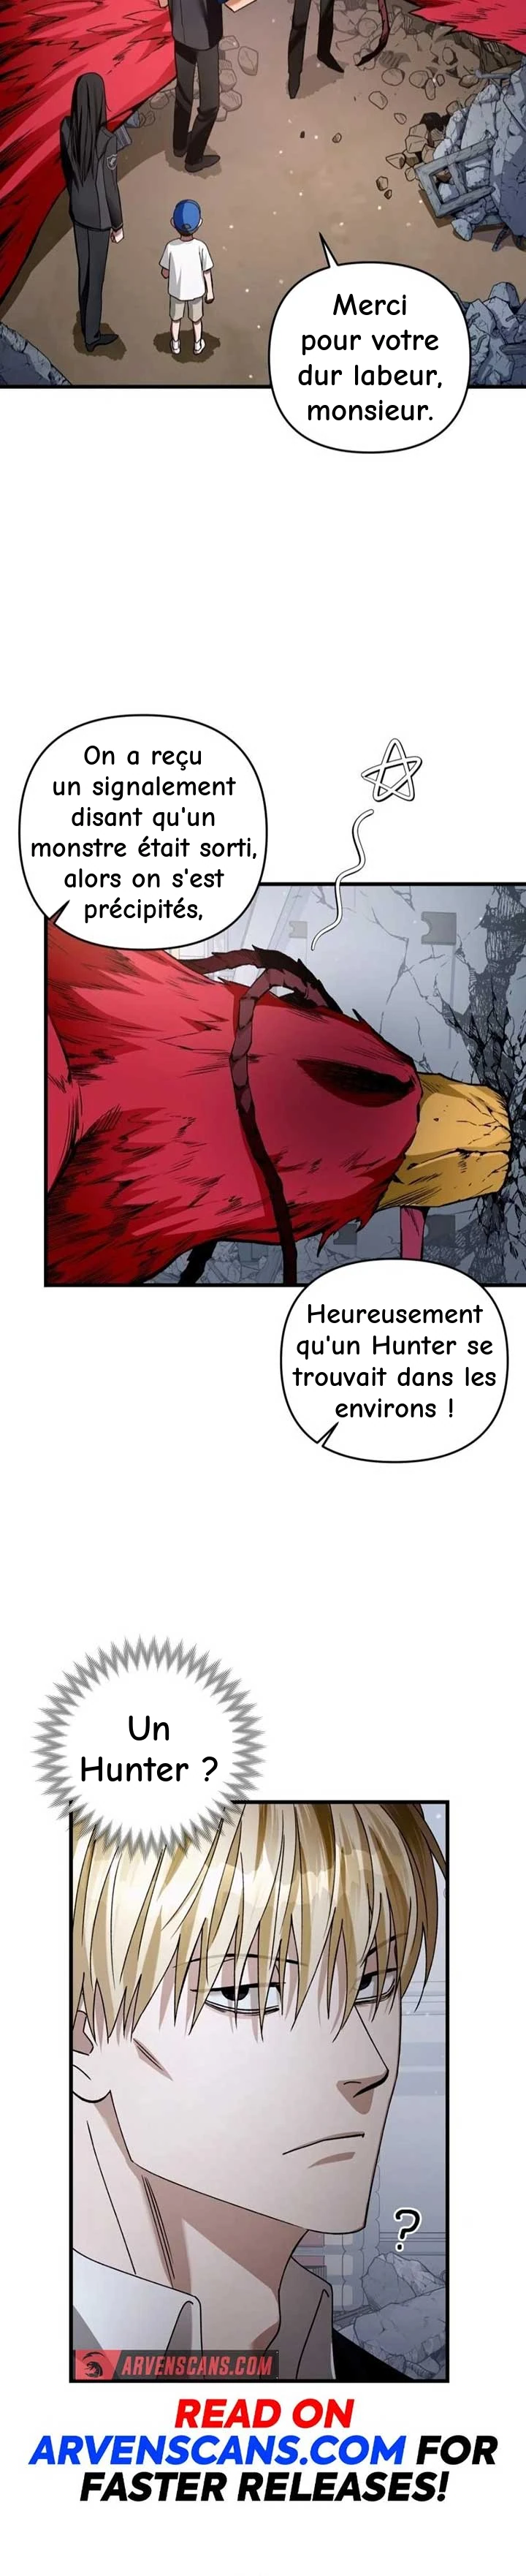 Merci
pour votre
dur labeur,
monsieur.
On a reçu
un signalement
disant qu'un
monstre était sorti,
alors on s'est
précipités,
Heureusement
qu'un Hunter se
trouvait dans les
environs !
Un
Hunter ?
?
ARVENSCANS.COM
READ ON
ARVENSCANS.COM FOR
FASTER RELEASES!